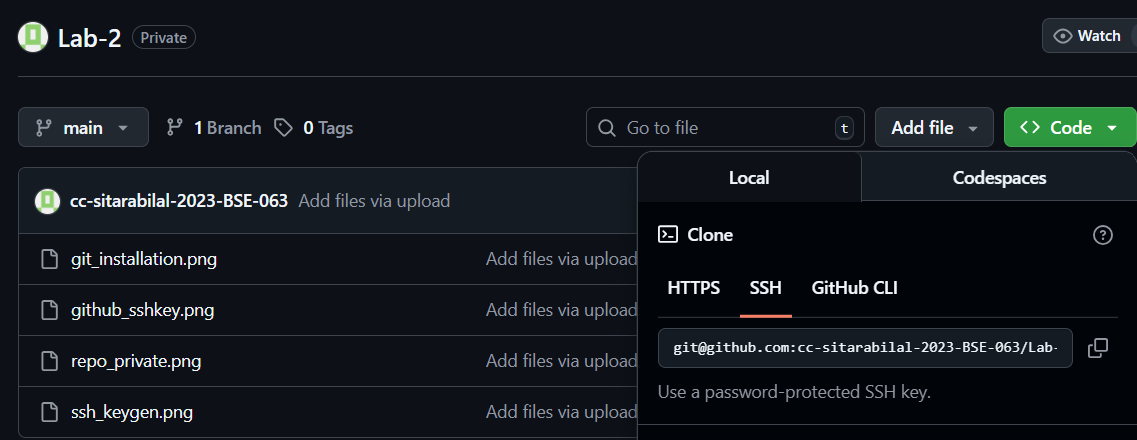 Lab-2 Private Watch
main 1 Branch 0 Tags Go to file t Add file Code
Local Codespaces
cc-sitarabilal-2023-BSE-063 Add files via upload
Clone
git_installation.png Add files via upload
HTTPS SSH GitHub CLI
github_sshkey.png Add files via upload
git@github.com:cc-sitarabilal-2023-BSE-063/Lab-
repo_private.png Add files via upload
Use a password-protected SSH key.
ssh_keygen.png Add files via upload